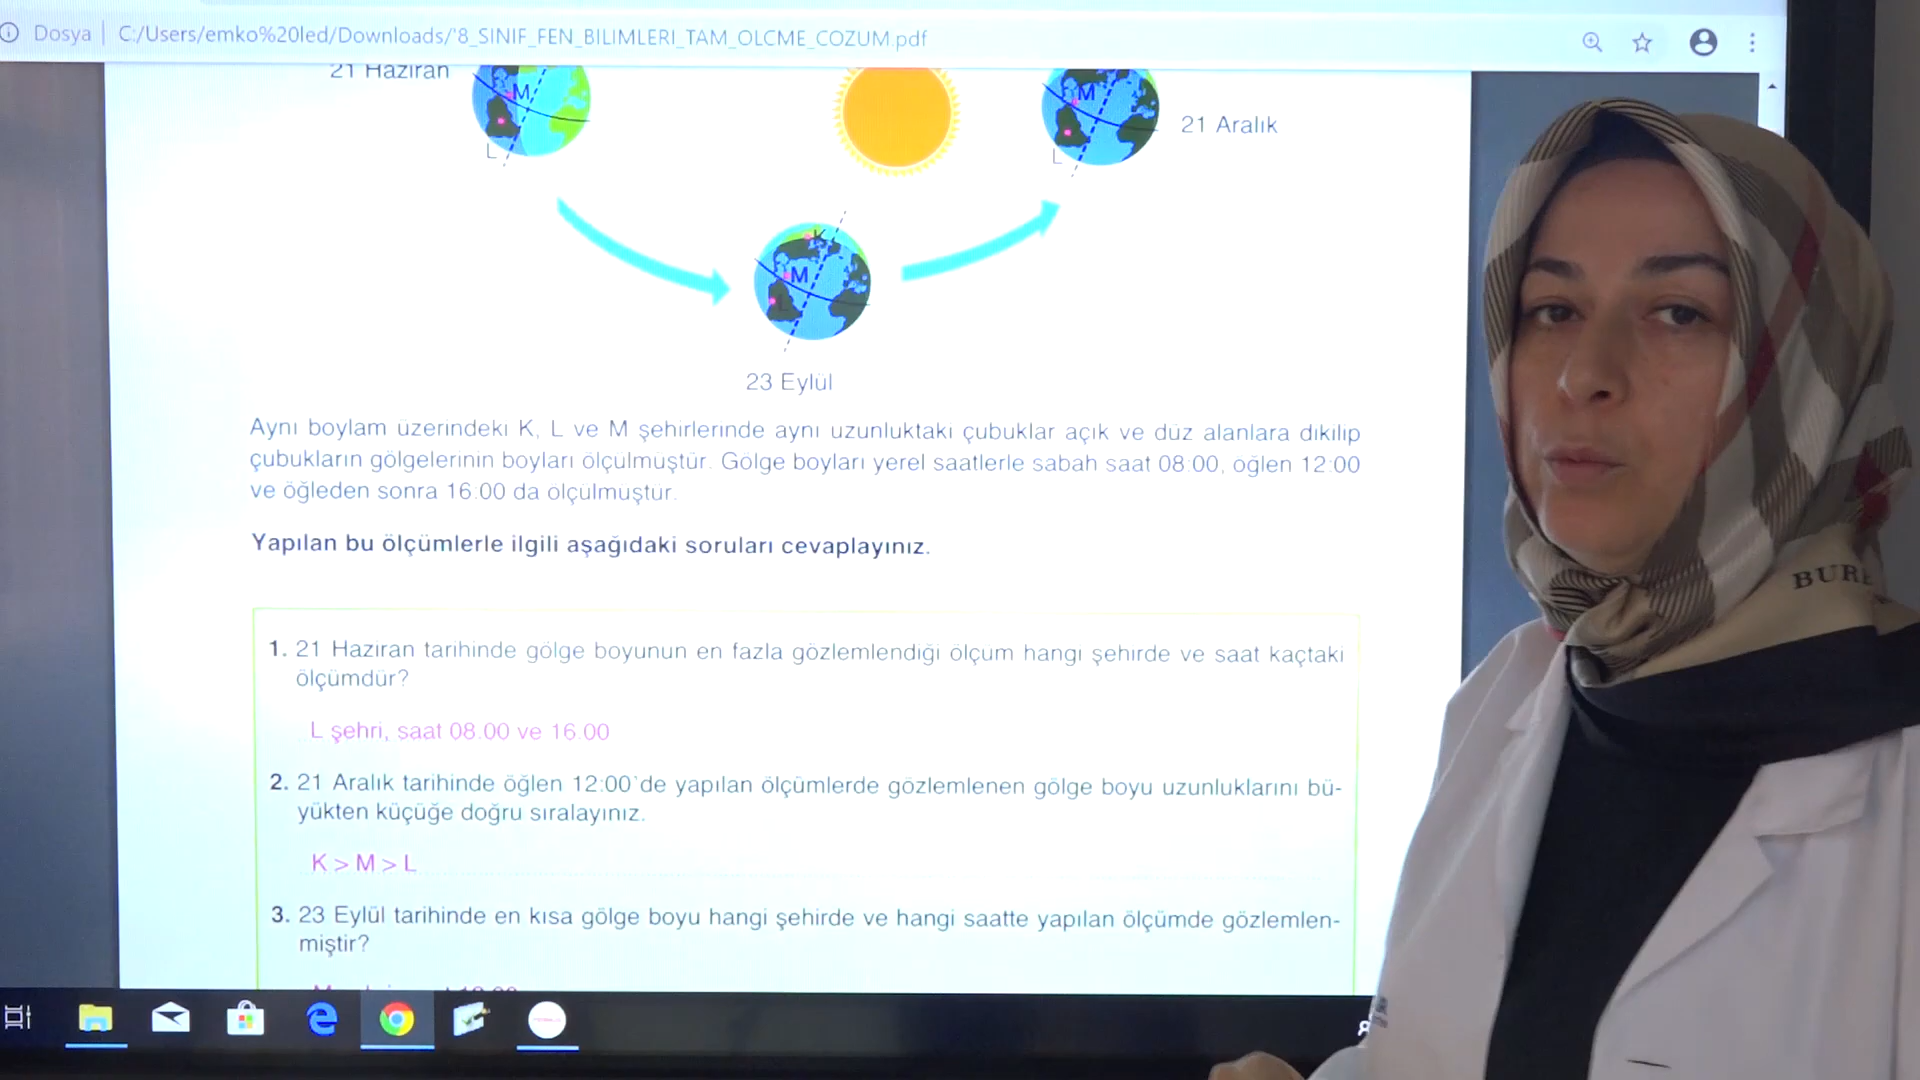 Dosya | C:/Users/emko%20led/Downloads/'8_SINIF_FEN_BILIMLERI_TAM_OLCME_COZUM.pdf
21 Haziran
M
L
M
L
21 Aralık
K
M
L
23 Eylül
Aynı boylam üzerindeki K, L ve M şehirlerinde aynı uzunluktaki çubuklar açık ve düz alanlara dikilip
çubukların gölgelerinin boyları ölçülmüştür. Gölge boyları yerel saatlerle sabah saat 08:00, öğlen 12:00
ve öğleden sonra 16.00 da ölçülmüştür.
Yapılan bu ölçümlerle ilgili aşağıdaki soruları cevaplayınız.
1. 21 Haziran tarihinde gölge boyunun en fazla gözlemlendiği ölçüm hangi şehirde ve saat kaçtaki
ölçümdür?
L şehri, saat 08.00 ve 16.00
2. 21 Aralık tarihinde öğlen 12:00'de yapılan ölçümlerde gözlemlenen gölge boyu uzunluklarını bü-
yükten küçüğe doğru sıralayınız.
K > M > L
3. 23 Eylül tarihinde en kısa gölge boyu hangi şehirde ve hangi saatte yapılan ölçümde gözlemlen-
miştir?
BUR